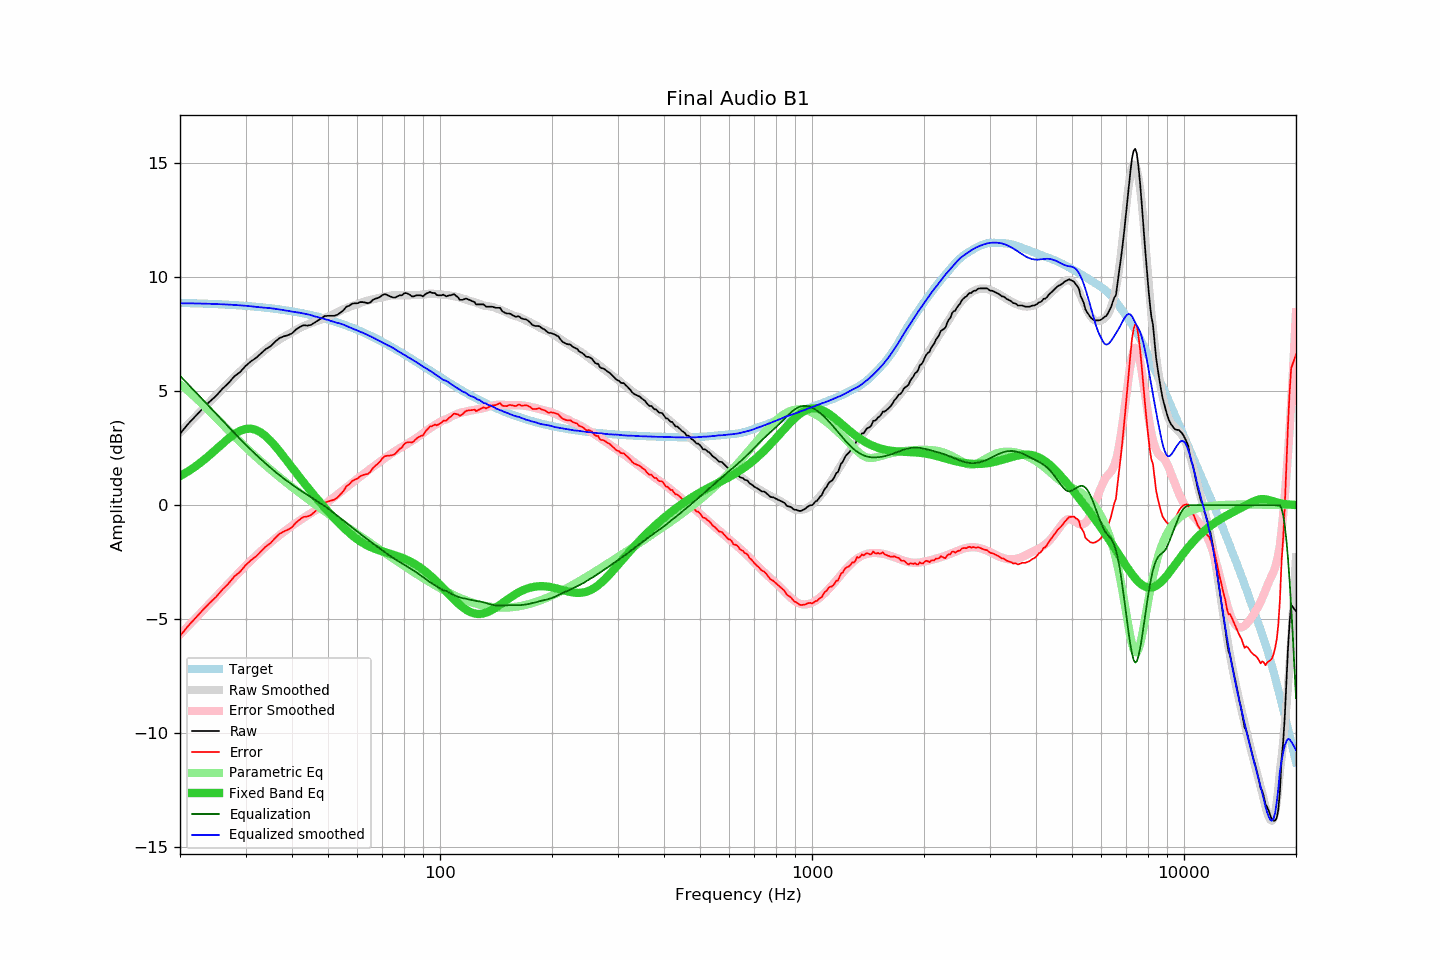 Final Audio B1
Amplitude (dBr)
15
10
5
0
−5
−10
−15
Target
Raw Smoothed
Error Smoothed
Raw
Error
Parametric Eq
Fixed Band Eq
Equalization
Equalized smoothed
100
1000
10000
Frequency (Hz)